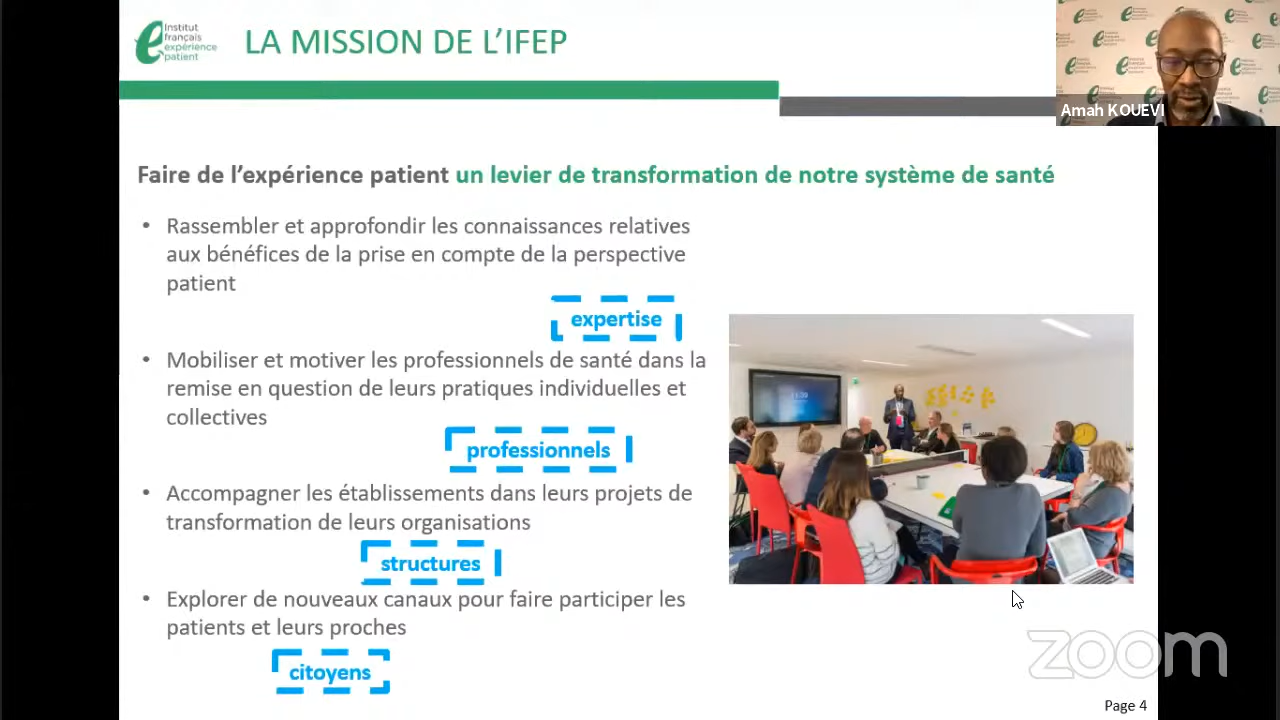 Institut
français
expérience
patient
LA MISSION DE L'IFEP
Amah KOUEVI
Faire de l'expérience patient un levier de transformation de notre système de santé
• Rassembler et approfondir les connaissances relatives
aux bénéfices de la prise en compte de la perspective
patient
expertise
• Mobiliser et motiver les professionnels de santé dans la
remise en question de leurs pratiques individuelles et
collectives
professionnels
• Accompagner les établissements dans leurs projets de
transformation de leurs organisations
structures
• Explorer de nouveaux canaux pour faire participer les
patients et leurs proches
citoyens
zoom
Page 4